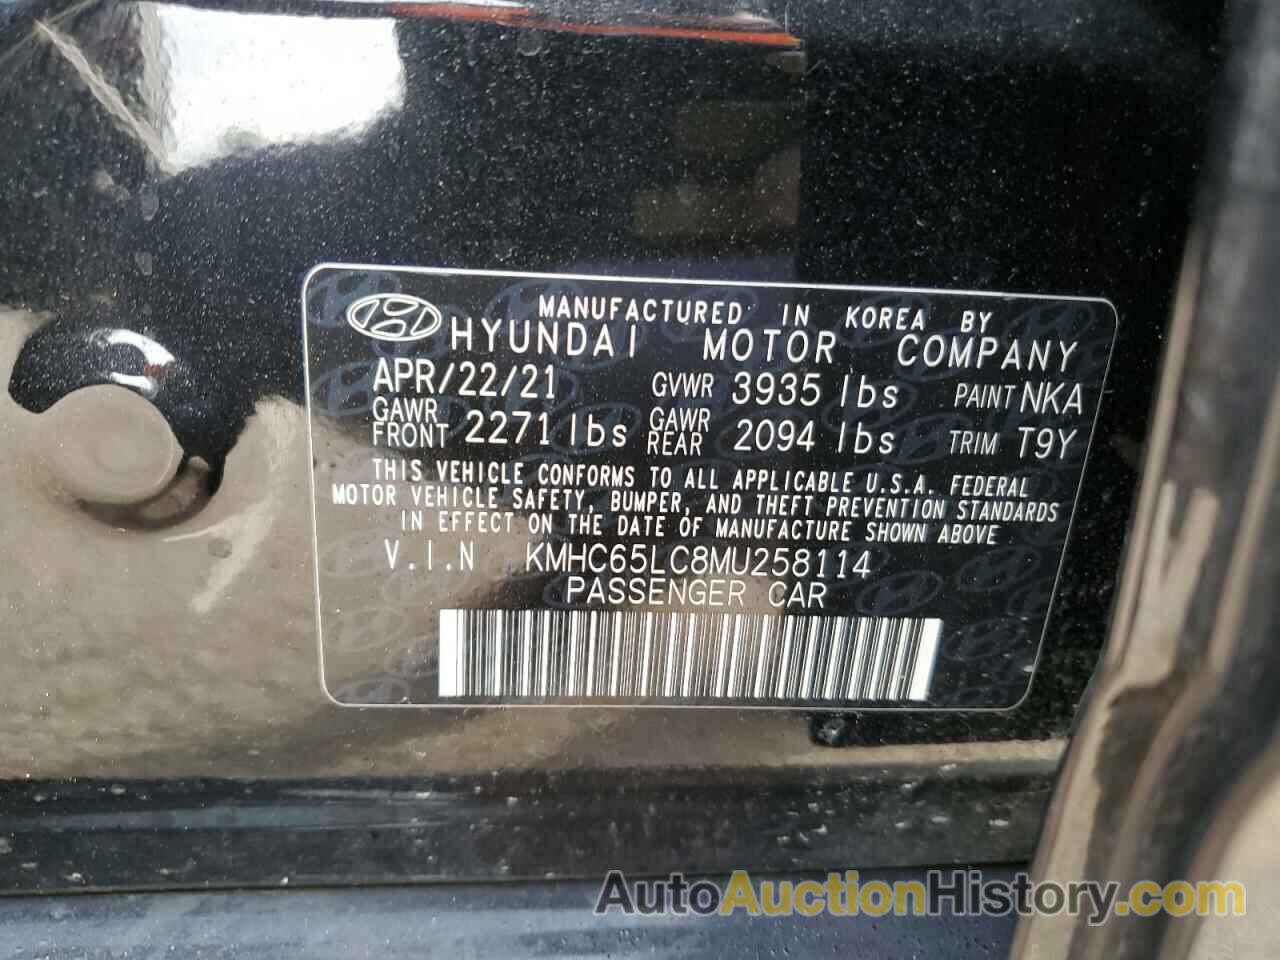 MANUFACTURED IN KOREA BY
HYUNDAI MOTOR COMPANY
APR/22/21 GVWR 3935 lbs PAINT NKA
GAWR FRONT 2271 lbs GAWR REAR 2094 lbs TRIM T9Y
THIS VEHICLE CONFORMS TO ALL APPLICABLE U.S.A. FEDERAL
MOTOR VEHICLE SAFETY, BUMPER, AND THEFT PREVENTION STANDARDS
IN EFFECT ON THE DATE OF MANUFACTURE SHOWN ABOVE
V.I.N KMHC65LC8MU258114
PASSENGER CAR
AutoAuctionHistory.com